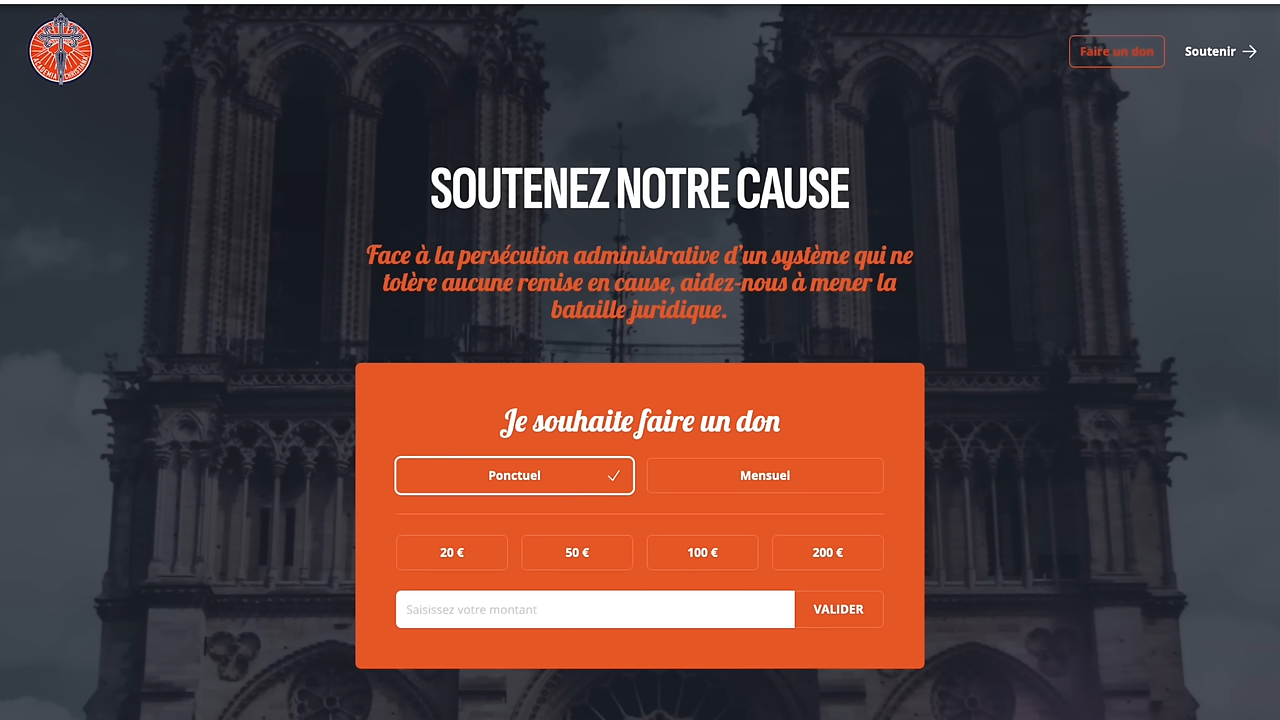 ACADEMIA CHRISTIANA
Faire un don
Soutenir
SOUTENEZ NOTRE CAUSE
Face à la persécution administrative d'un système qui ne
tolère aucune remise en cause, aidez-nous à mener la
bataille juridique.
Je souhaite faire un don
Ponctuel
Mensuel
20 €
50 €
100 €
200 €
Saisissez votre montant
VALIDER